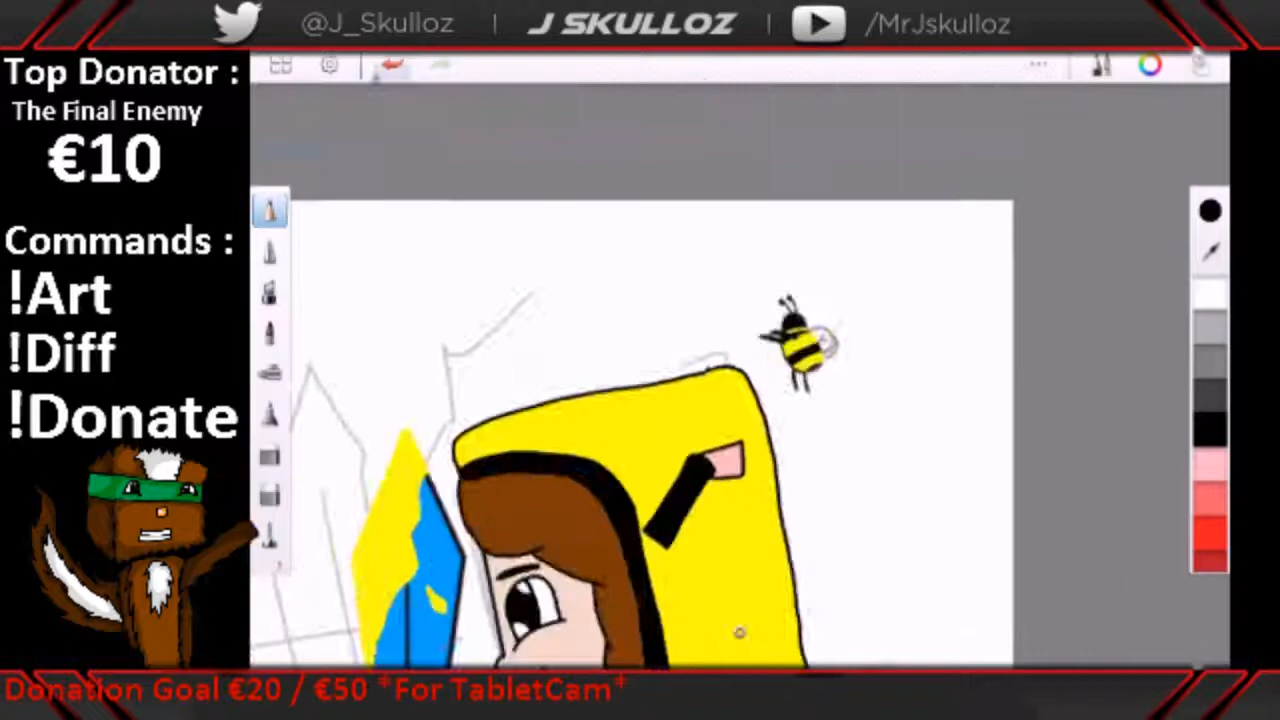 @J_Skulloz | J SKULLOZ | /MrJskulloz
Top Donator :
The Final Enemy
€10
Commands :
!Art
!Diff
!Donate
Donation Goal €20 / €50 *For TabletCam*